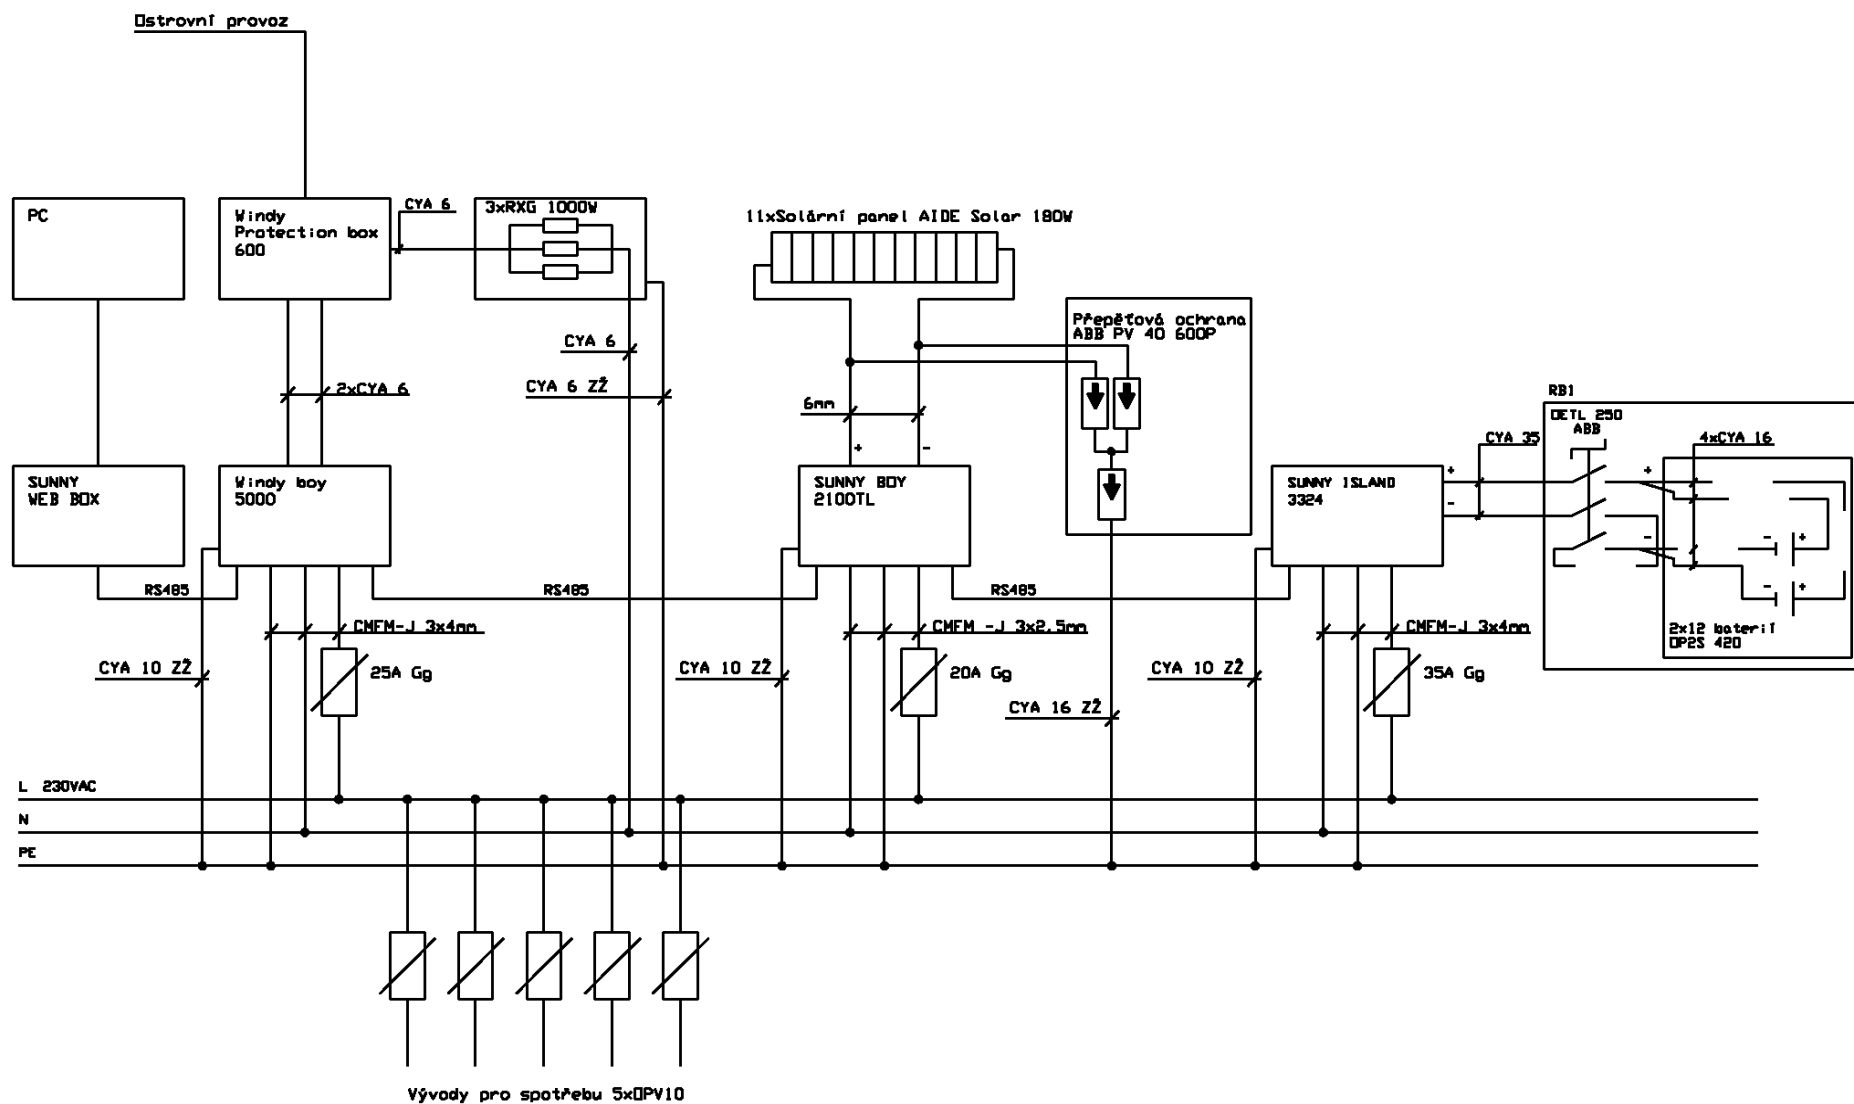 Ostrovní provoz
PC
Windy
Protection box
600
CYA 6
3xRXG 1000W
11xSolární panel AIDE Solar 180W
Přepěťová ochrana
ABB PV 40 600P
CYA 6
CYA 6 ZŽ
2xCYA 6
6mm
+
-
RB1
OETL 250
ABB
CYA 35
4xCYA 16
SUNNY
WEB BOX
Windy boy
5000
SUNNY BOY
2100TL
SUNNY ISLAND
3324
+
-
+
-
-
+
-
+
RS485
RS485
RS485
CMFM-J 3x4mm
CMFM -J 3x2,5mm
CMFM-J 3x4mm
2x12 baterií
OP2S 420
CYA 10 ZŽ
25A Gg
CYA 10 ZŽ
20A Gg
CYA 10 ZŽ
35A Gg
CYA 16 ZŽ
L 230VAC
N
PE
Vývody pro spotřebu 5xOPV10